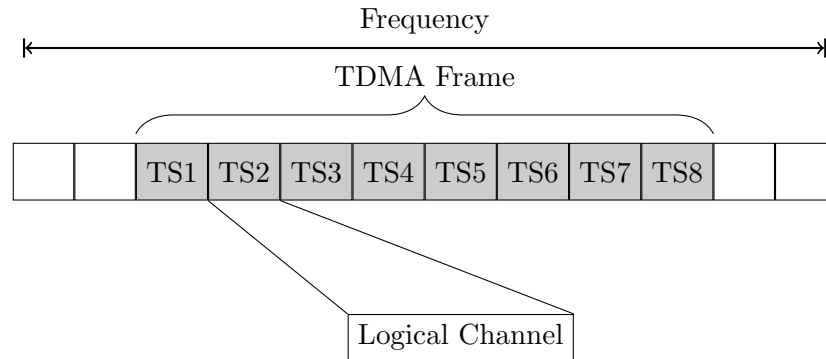 Frequency
TDMA Frame
TS1 TS2 TS3 TS4 TS5 TS6 TS7 TS8
Logical Channel